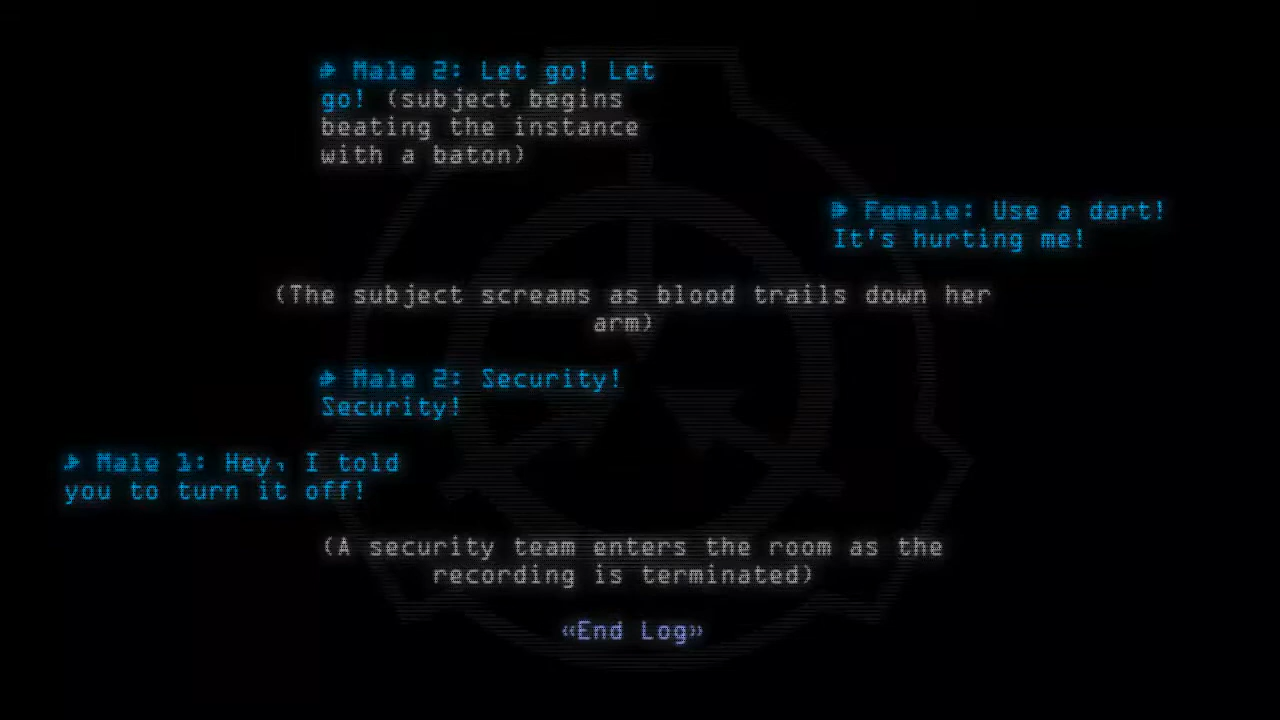 ➢ Male 2: Let go! Let
go! (subject begins
beating the instance
with a baton)
➢ Female: Use a dart!
It's hurting me!
(The subject screams as blood trails down her
arm)
➢ Male 2: Security!
Security!
➢ Male 1: Hey, I told
you to turn it off!
(A security team enters the room as the
recording is terminated)
«End Log»